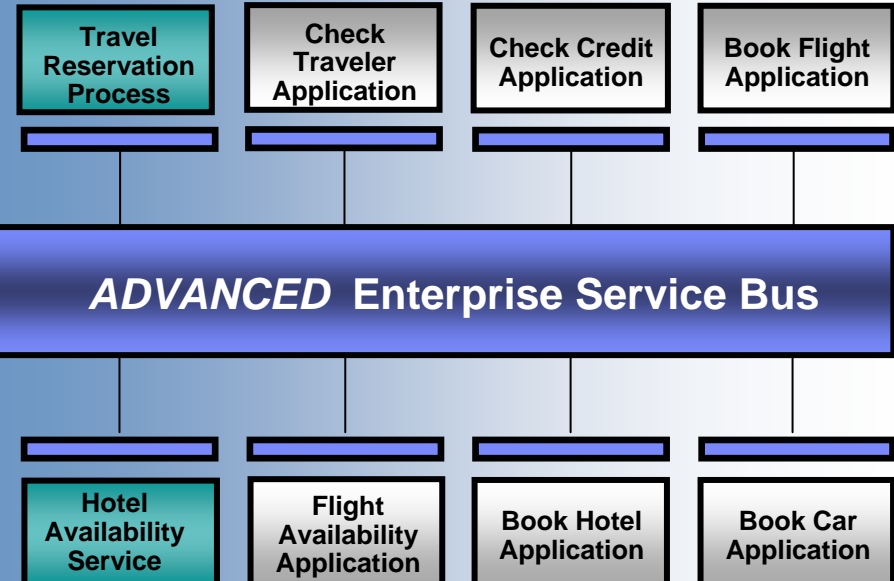 Travel
Reservation
Process
Check
Traveler
Application
Check Credit
Application
Book Flight
Application
ADVANCED Enterprise Service Bus
Hotel
Availability
Service
Flight
Availability
Application
Book Hotel
Application
Book Car
Application